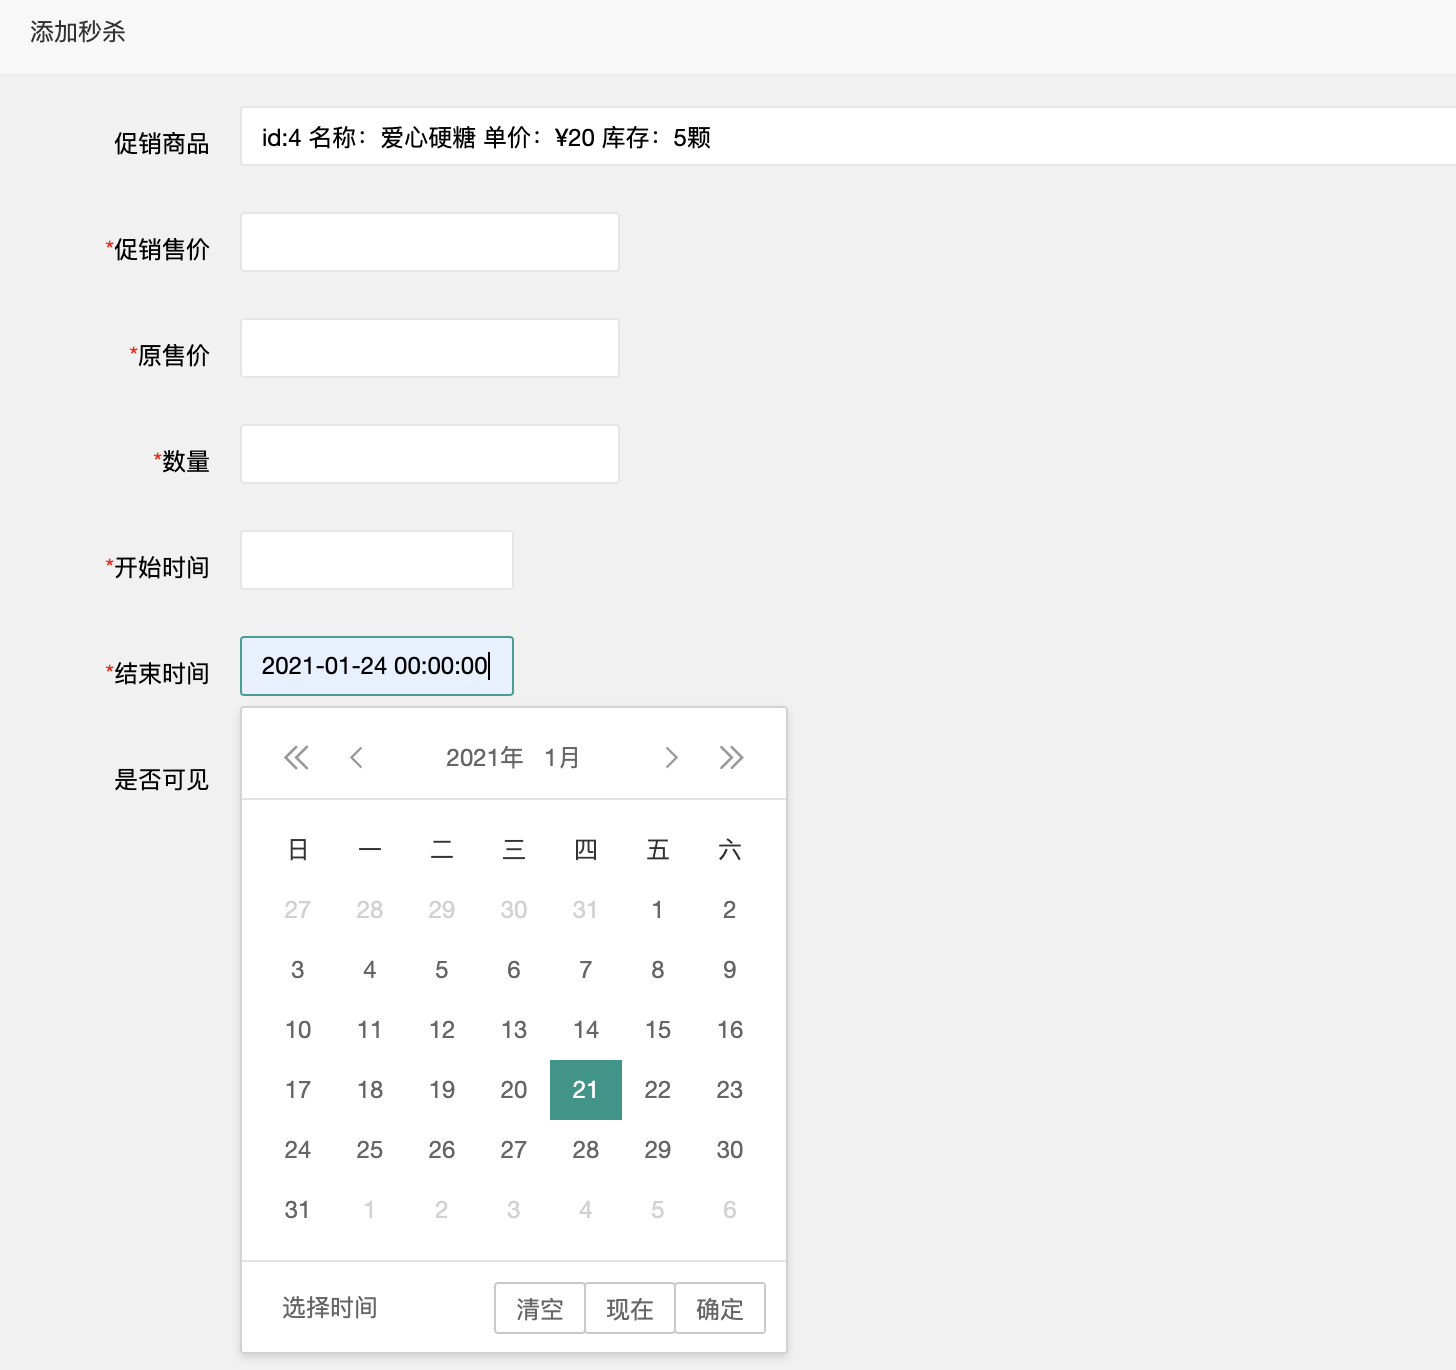 添加秒杀
促销商品 id:4 名称：爱心硬糖 单价：¥20 库存：5颗
*促销售价
*原售价
*数量
*开始时间
*结束时间 2021-01-24 00:00:00
是否可见
2021年 1月
日 一 二 三 四 五 六
27 28 29 30 31 1 2
3 4 5 6 7 8 9
10 11 12 13 14 15 16
17 18 19 20 21 22 23
24 25 26 27 28 29 30
31 1 2 3 4 5 6
选择时间 清空 现在 确定